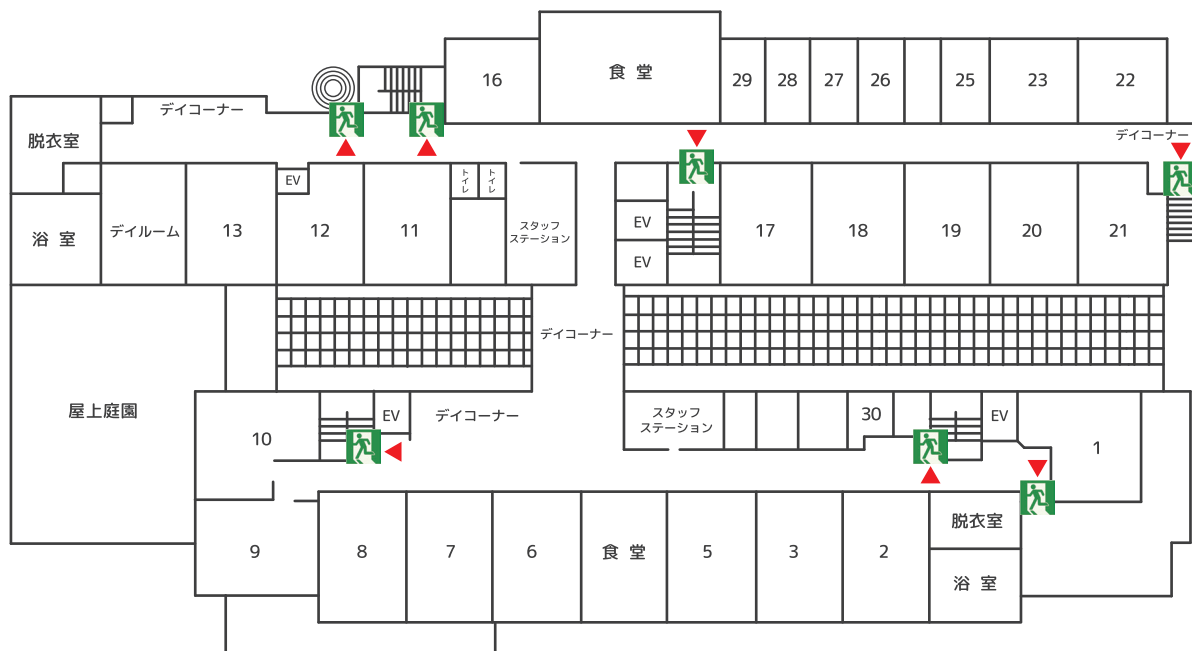 食 堂
16
29
28
27
26
25
23
22
デイコーナー
デイコーナー
脱衣室
EV
トイレ
トイレ
浴 室
デイルーム
13
12
11
スタッフ
ステーション
EV
EV
17
18
19
20
21
デイコーナー
屋上庭園
10
EV
デイコーナー
スタッフ
ステーション
30
EV
1
9
8
7
6
食 堂
5
3
2
脱衣室
浴 室